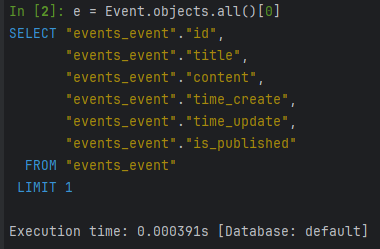 In [2]: e = Event.objects.all()[0]
SELECT "events_event"."id",
       "events_event"."title",
       "events_event"."content",
       "events_event"."time_create",
       "events_event"."time_update",
       "events_event"."is_published"
  FROM "events_event"
 LIMIT 1

Execution time: 0.000391s [Database: default]